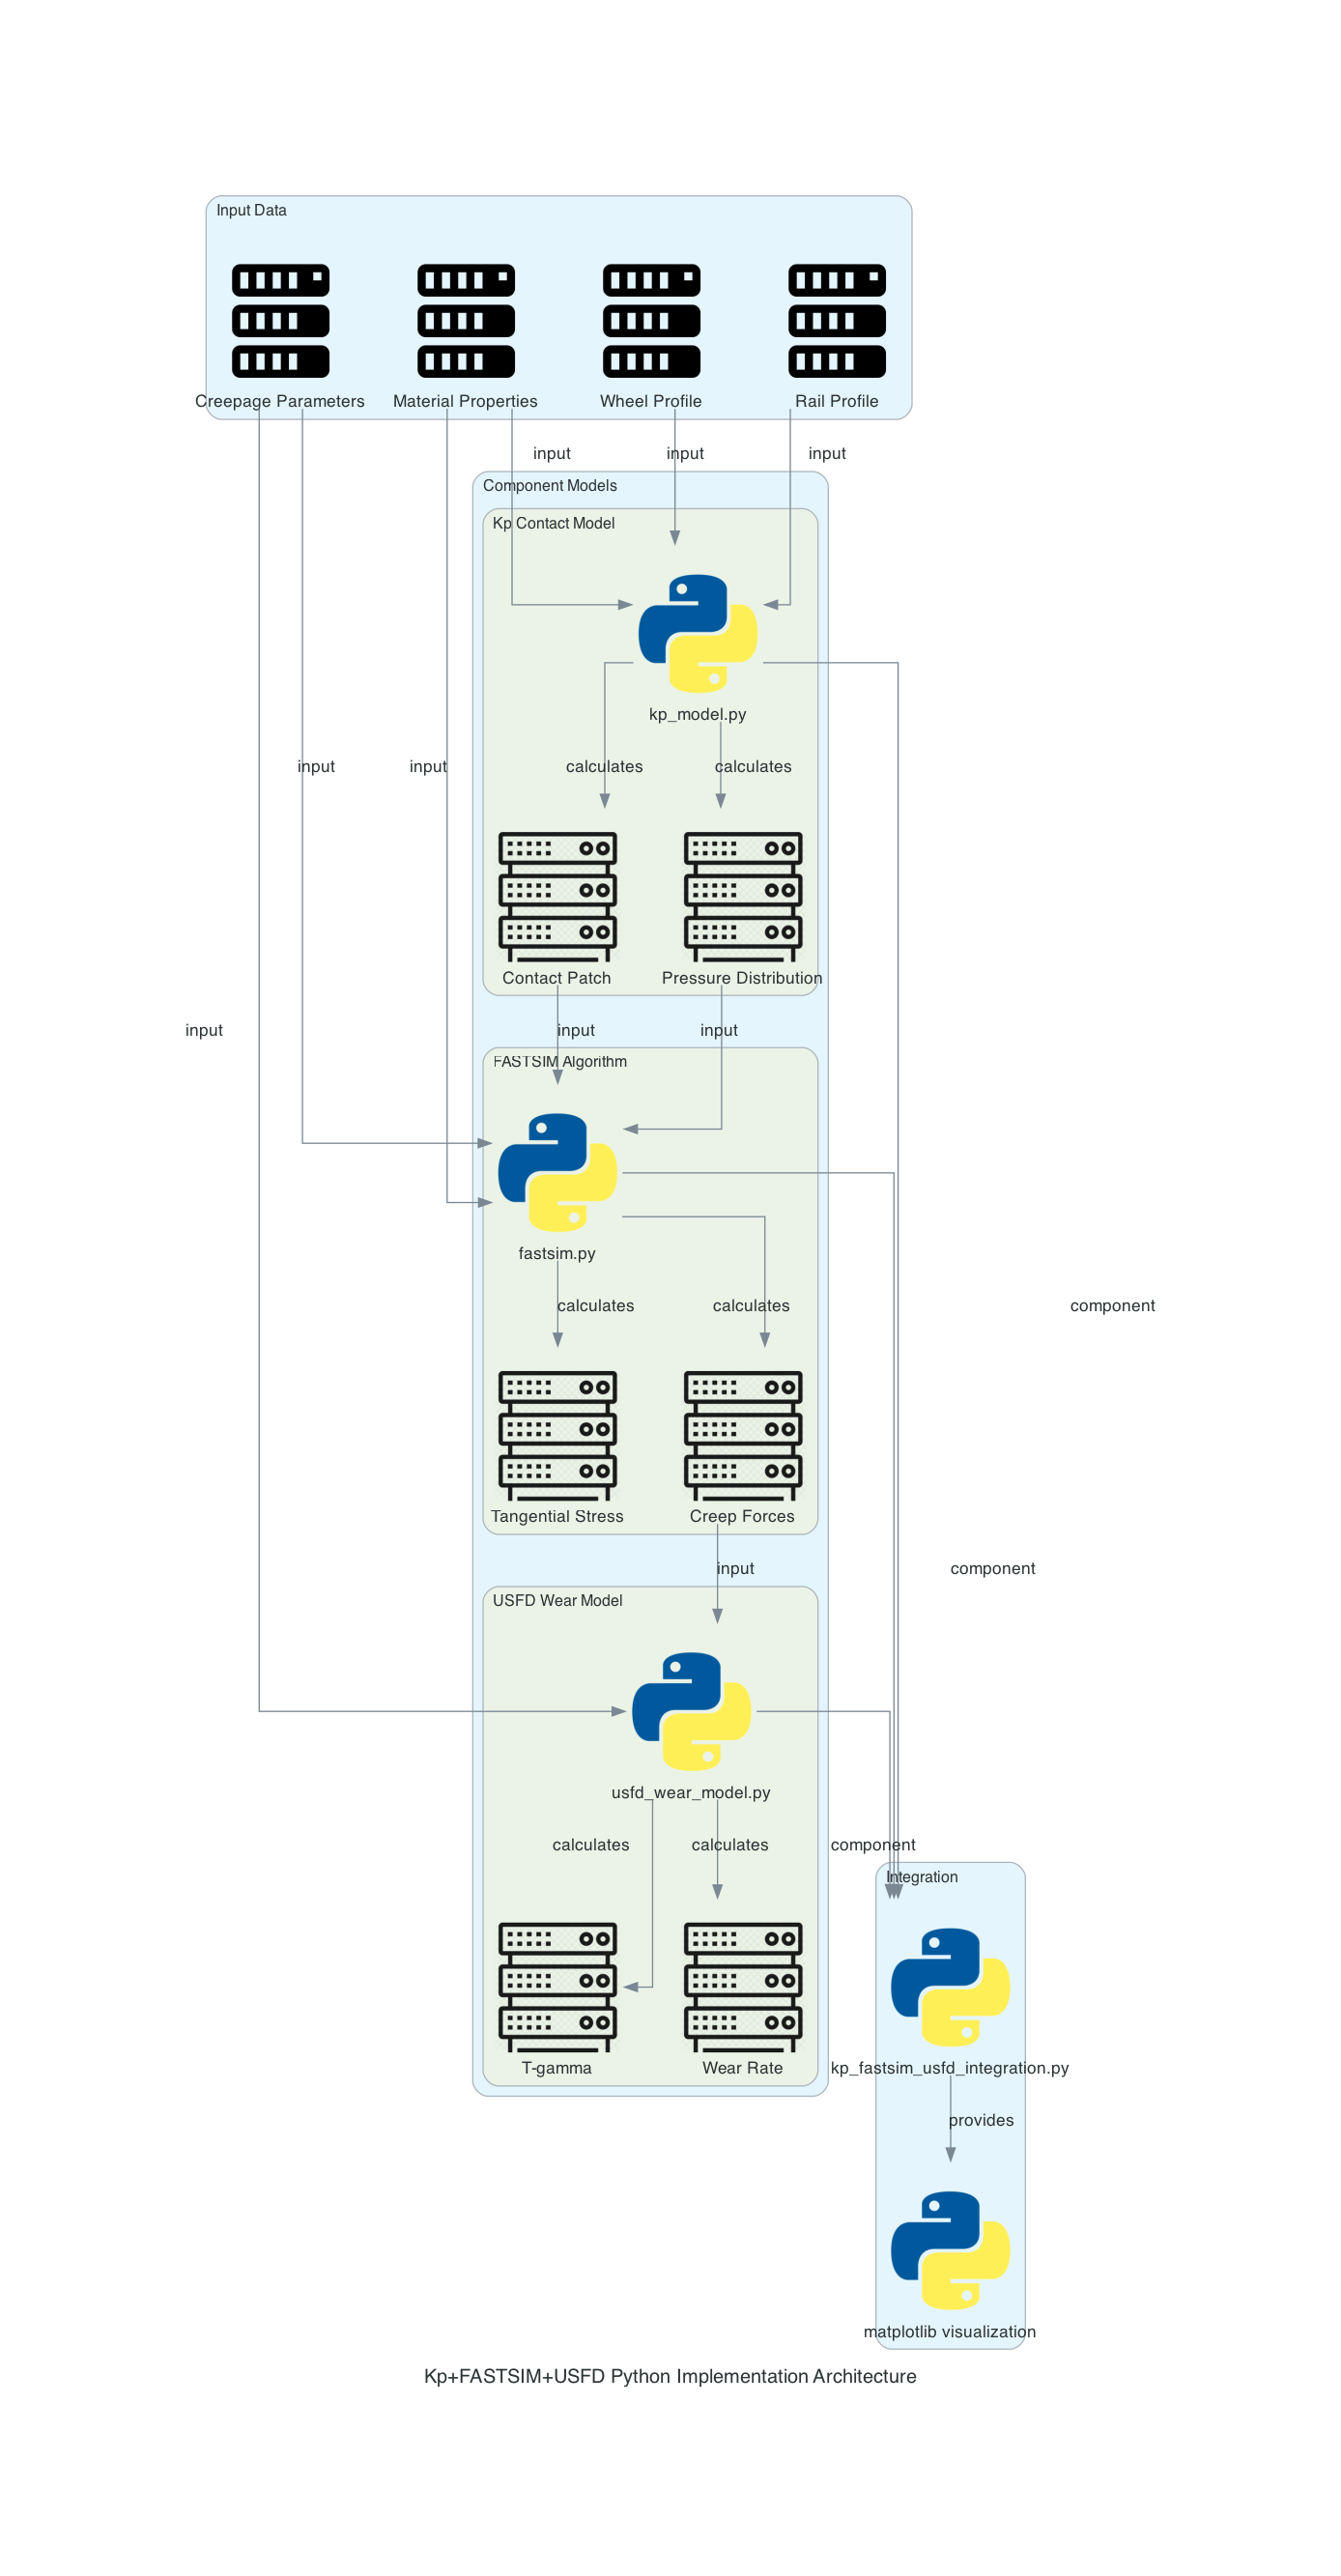 Input Data
Creepage Parameters
Material Properties
Wheel Profile
Rail Profile
input
input
input
Component Models
Kp Contact Model
kp_model.py
input
input
calculates
calculates
Contact Patch
Pressure Distribution
input
input
input
FASTSIM Algorithm
fastsim.py
calculates
calculates
component
Tangential Stress
Creep Forces
input
component
USFD Wear Model
usfd_wear_model.py
calculates
calculates
component
Integration
T-gamma
Wear Rate
kp_fastsim_usfd_integration.py
provides
matplotlib visualization
Kp+FASTSIM+USFD Python Implementation Architecture